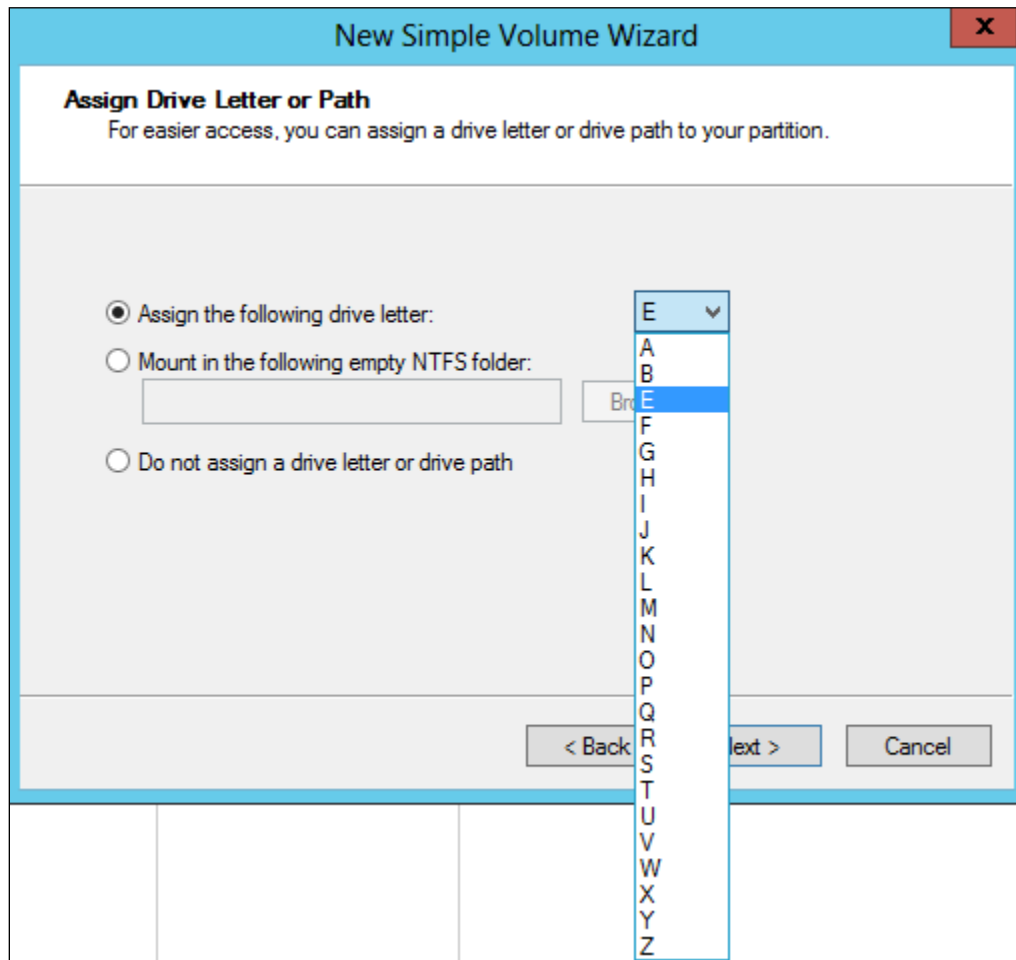 New Simple Volume Wizard
x
Assign Drive Letter or Path
For easier access, you can assign a drive letter or drive path to your partition.
Assign the following drive letter:
E
Mount in the following empty NTFS folder:
Do not assign a drive letter or drive path
A
B
E
F
G
H
I
J
K
L
M
N
O
P
Q
R
S
T
U
V
W
X
Y
Z
< Back
Cancel